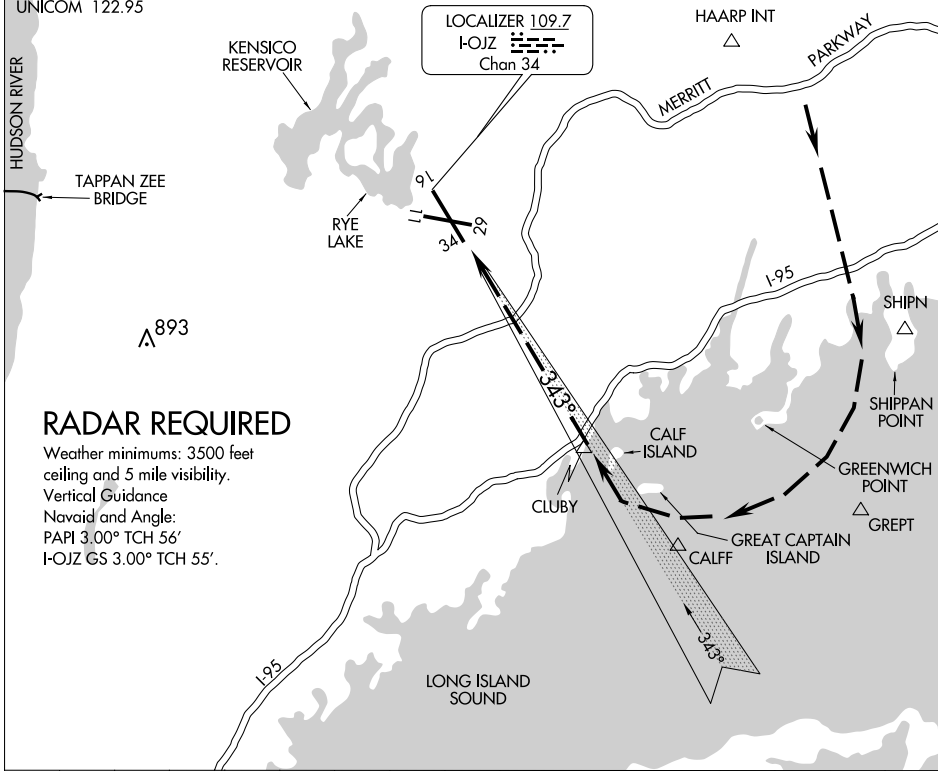 UNICOM 122.95
LOCALIZER 109.7
I-OJZ
Chan 34
HAARP INT
KENSICO
RESERVOIR
MERRITT
PARKWAY
HUDSON RIVER
TAPPAN ZEE
BRIDGE
RYE
LAKE
16
11
29
34
I-95
SHIPN
893
343°
SHIPPAN
POINT
RADAR REQUIRED
Weather minimums: 3500 feet
ceiling and 5 mile visibility.
Vertical Guidance
Navaid and Angle:
PAPI 3.00° TCH 56'
I-OJZ GS 3.00° TCH 55'.
CALF
ISLAND
GREENWICH
POINT
CLUBY
GREPT
GREAT CAPTAIN
ISLAND
CALFF
343°
I-95
LONG ISLAND
SOUND